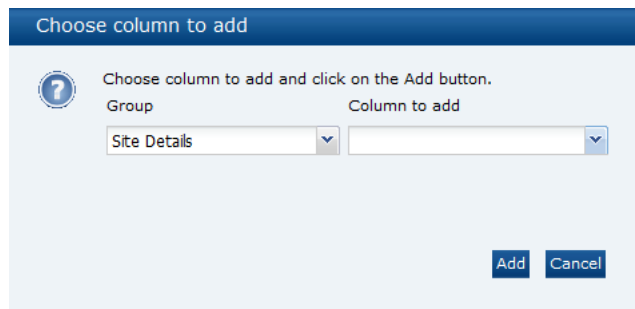 Choose column to add
Choose column to add and click on the Add button.
Group Column to add
Site Details
Add Cancel